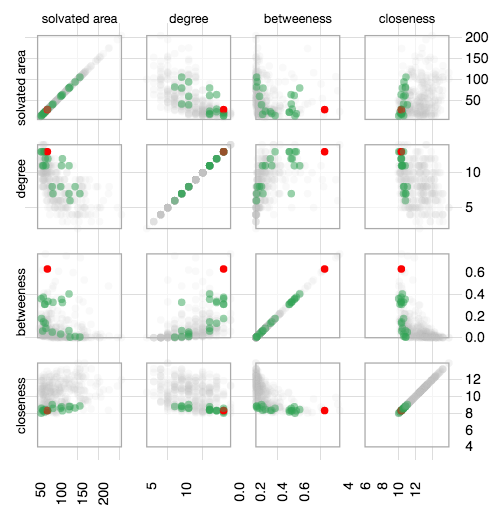 solvated area degree betweeness closeness
solvated area
200
150
100
50
degree
10
5
betweeness
0.6
0.4
0.2
0.0
closeness
12
10
8
6
4
50 100 150 200 5 10 0.0 0.2 0.4 0.6 4 6 8 10 12